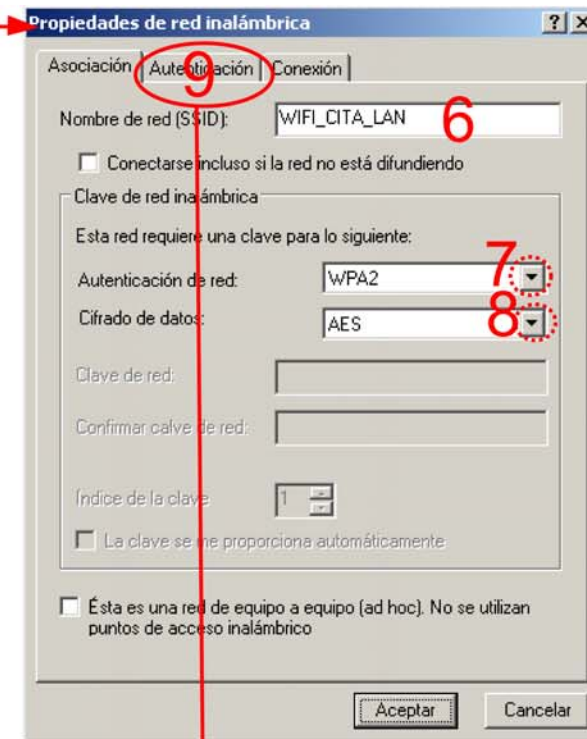 Propiedades de red inalámbrica
Asociación Autenticación Conexión
9
Nombre de red (SSID): WIFI_CITA_LAN 6
Conectarse incluso si la red no está difundiendo
Clave de red inalámbrica
Esta red requiere una clave para lo siguiente:
Autenticación de red: WPA2 7
Cifrado de datos: AES 8
Clave de red:
Confirmar calve de red:
Índice de la clave 1
La clave se me proporciona automáticamente
Ésta es una red de equipo a equipo (ad hoc). No se utilizan
puntos de acceso inalámbrico
Aceptar Cancelar